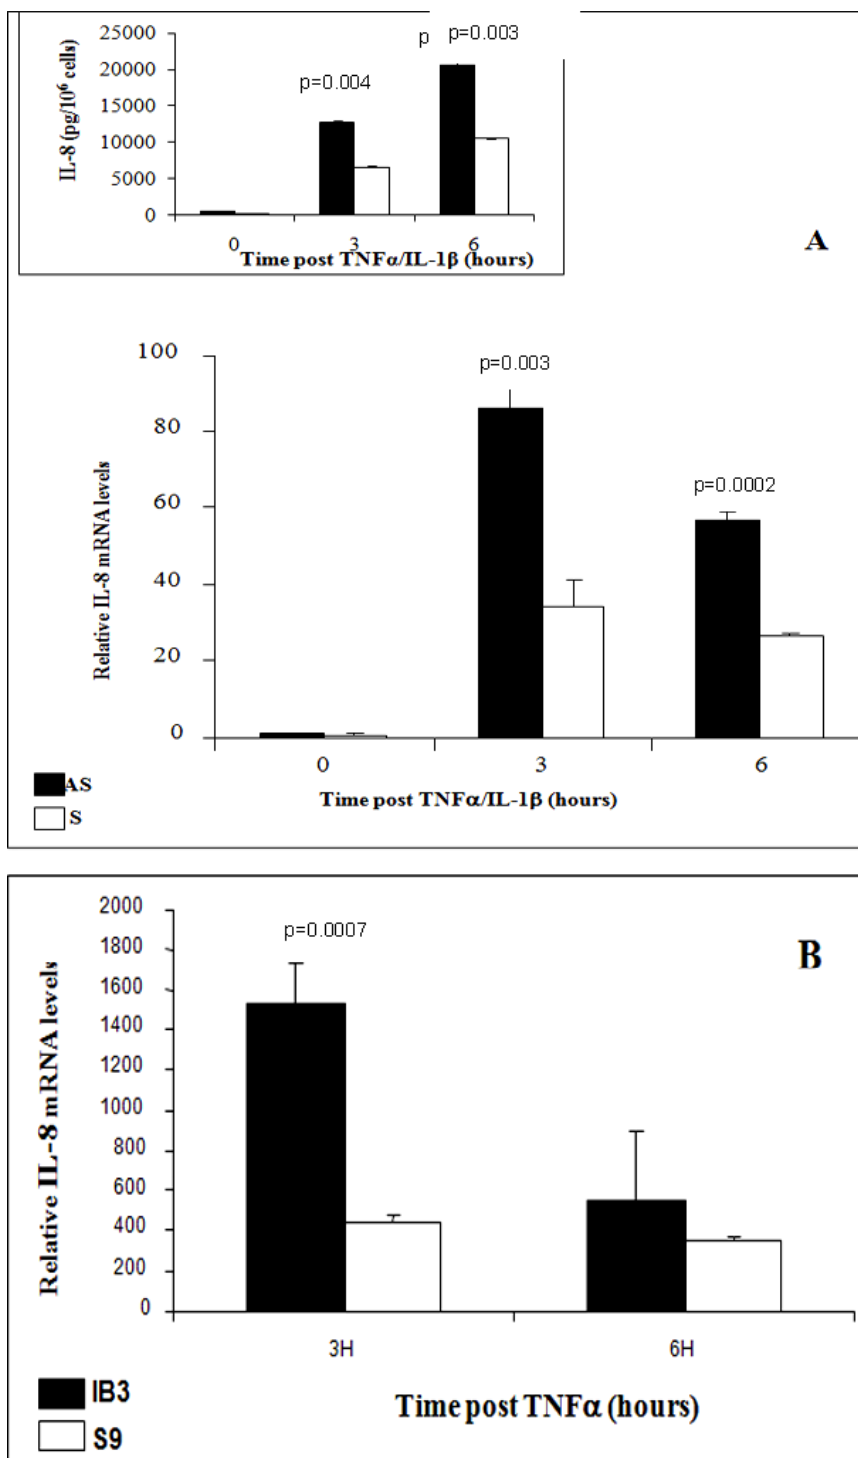 25000
20000
15000
10000
5000
0
IL-8 (pg/10⁶ cells)
p=0.004
p p=0.003
0 3 6
Time post TNFα/IL-1β (hours)
A
100
80
60
40
20
0
Relative IL-8 mRNA levels
p=0.003
p=0.0002
0 3 6
Time post TNFα/IL-1β (hours)
AS
S
2000
1800
1600
1400
1200
1000
800
600
400
200
0
Relative IL-8 mRNA levels
p=0.0007
B
3H 6H
Time post TNFα (hours)
IB3
S9